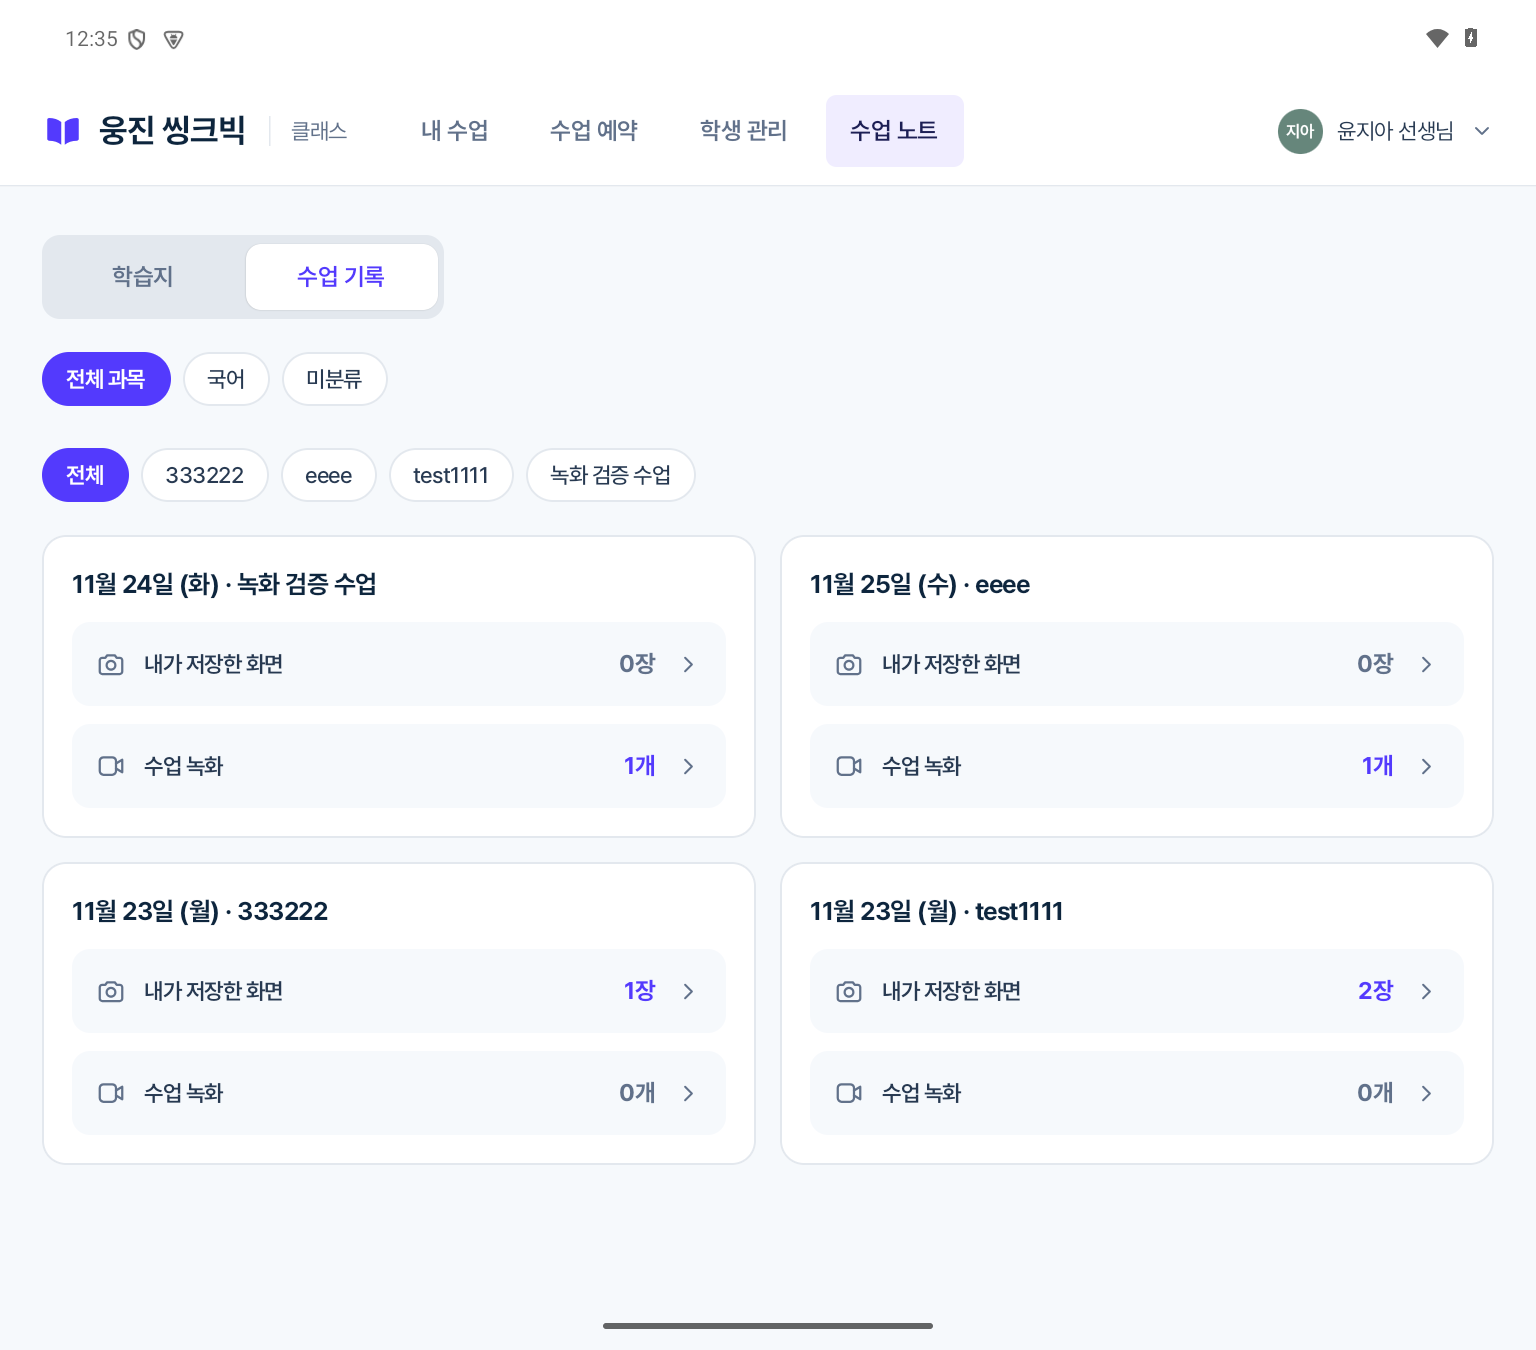 12:35
웅진 씽크빅 클래스 내 수업 수업 예약 학생 관리 수업 노트 지아 윤지아 선생님
학습지 수업 기록
전체 과목 국어 미분류
전체 333222 eeee test1111 녹화 검증 수업
11월 24일 (화) · 녹화 검증 수업
내가 저장한 화면 0장
수업 녹화 1개
11월 25일 (수) · eeee
내가 저장한 화면 0장
수업 녹화 1개
11월 23일 (월) · 333222
내가 저장한 화면 1장
수업 녹화 0개
11월 23일 (월) · test1111
내가 저장한 화면 2장
수업 녹화 0개